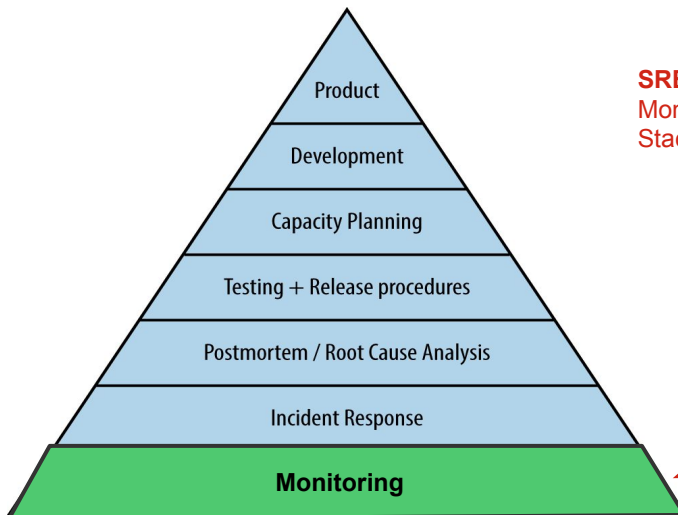 Product
Development
Capacity Planning
Testing + Release procedures
Postmortem / Root Cause Analysis
Incident Response
Monitoring